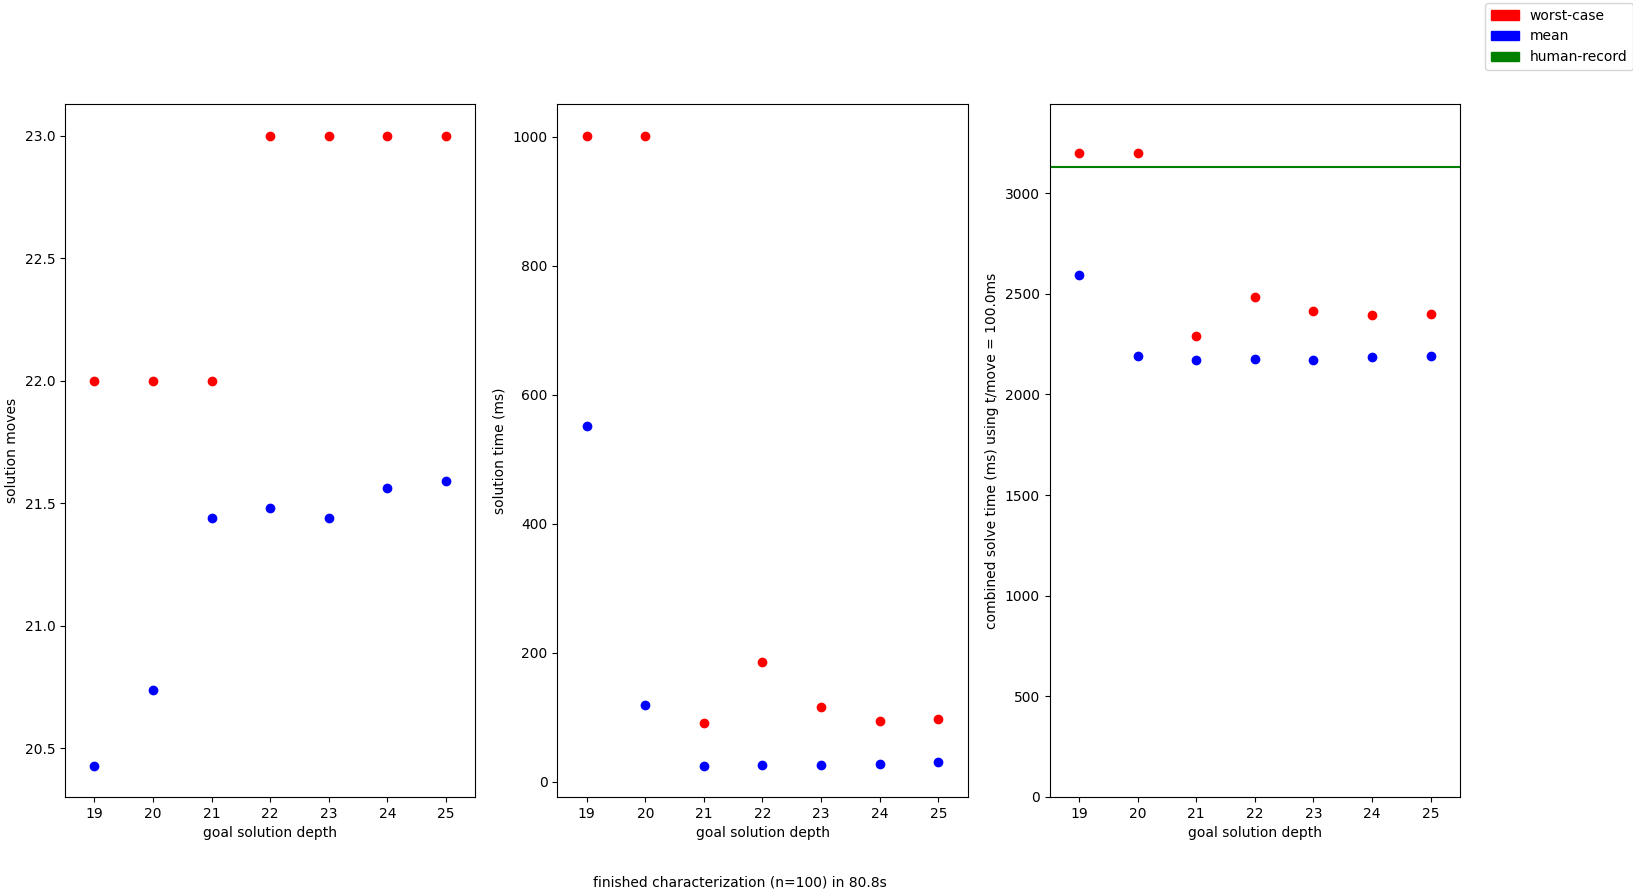 worst-case
mean
human-record
23.0
22.5
22.0
21.5
21.0
20.5
solution moves
19 20 21 22 23 24 25
goal solution depth
1000
800
600
400
200
0
solution time (ms)
19 20 21 22 23 24 25
goal solution depth
3000
2500
2000
1500
1000
500
0
combined solve time (ms) using t/move = 100.0ms
19 20 21 22 23 24 25
goal solution depth
finished characterization (n=100) in 80.8s